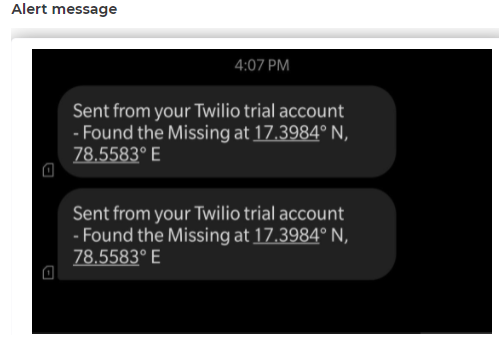 Alert message
4:07 PM
Sent from your Twilio trial account
- Found the Missing at 17.3984° N,
78.5583° E
Sent from your Twilio trial account
- Found the Missing at 17.3984° N,
78.5583° E